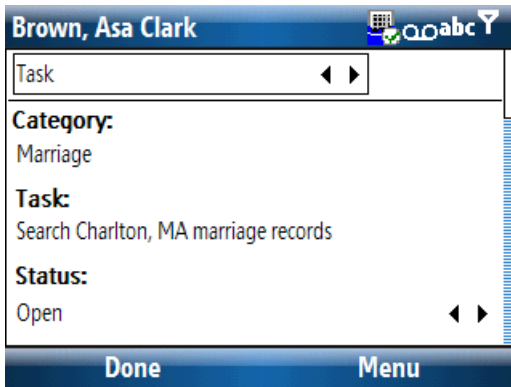 Brown, Asa Clark abc
Task
Category:
Marriage
Task:
Search Charlton, MA marriage records
Status:
Open
Done Menu